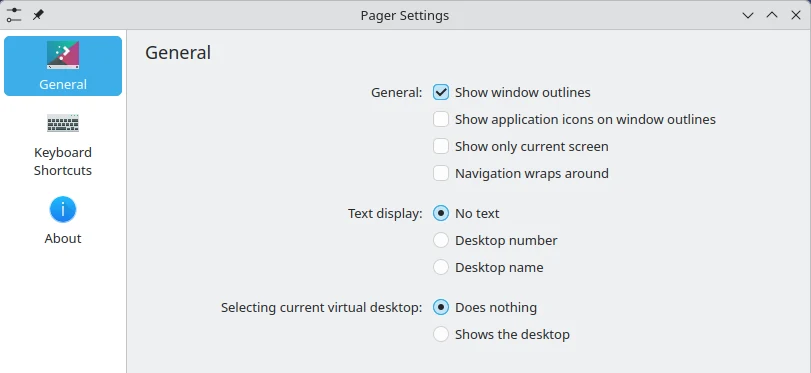 Pager Settings
General
Keyboard
Shortcuts
About
General
General: Show window outlines
Show application icons on window outlines
Show only current screen
Navigation wraps around
Text display: No text
Desktop number
Desktop name
Selecting current virtual desktop: Does nothing
Shows the desktop